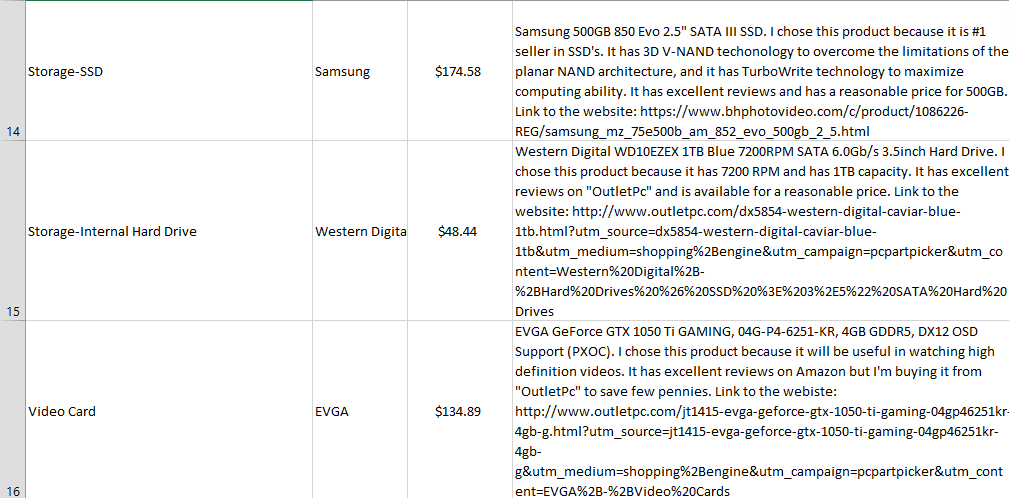 14
Storage-SSD
Samsung
$174.58
Samsung 500GB 850 Evo 2.5" SATA III SSD. I chose this product because it is #1
seller in SSD's. It has 3D V-NAND techonology to overcome the limitations of the
planar NAND architecture, and it has TurboWrite technology to maximize
computing ability. It has excellent reviews and has a reasonable price for 500GB.
Link to the website: https://www.bhphotovideo.com/c/product/1086226-
REG/samsung_mz_75e500b_am_852_evo_500gb_2_5.html
15
Storage-Internal Hard Drive
Western Digita
$48.44
Western Digital WD10EZEX 1TB Blue 7200RPM SATA 6.0Gb/s 3.5inch Hard Drive. I
chose this product because it has 7200 RPM and has 1TB capacity. It has excellent
reviews on "OutletPc" and is available for a reasonable price. Link to the
website: http://www.outletpc.com/dx5854-western-digital-caviar-blue-
1tb.html?utm_source=dx5854-western-digital-caviar-blue-
1tb&utm_medium=shopping%2Bengine&utm_campaign=pcpartpicker&utm_co
ntent=Western%20Digital%2B-
%2BHard%20Drives%20%26%20SSD%20%3E%203%2E5%22%20SATA%20Hard%20
Drives
16
Video Card
EVGA
$134.89
EVGA GeForce GTX 1050 Ti GAMING, 04G-P4-6251-KR, 4GB GDDR5, DX12 OSD
Support (PXOC). I chose this product because it will be useful in watching high
definition videos. It has excellent reviews on Amazon but I'm buying it from
"OutletPc" to save few pennies. Link to the webiste:
http://www.outletpc.com/jt1415-evga-geforce-gtx-1050-ti-gaming-04gp46251kr-
4gb-g.html?utm_source=jt1415-evga-geforce-gtx-1050-ti-gaming-04gp46251kr-
4gb-
g&utm_medium=shopping%2Bengine&utm_campaign=pcpartpicker&utm_cont
ent=EVGA%2B-%2BVideo%20Cards